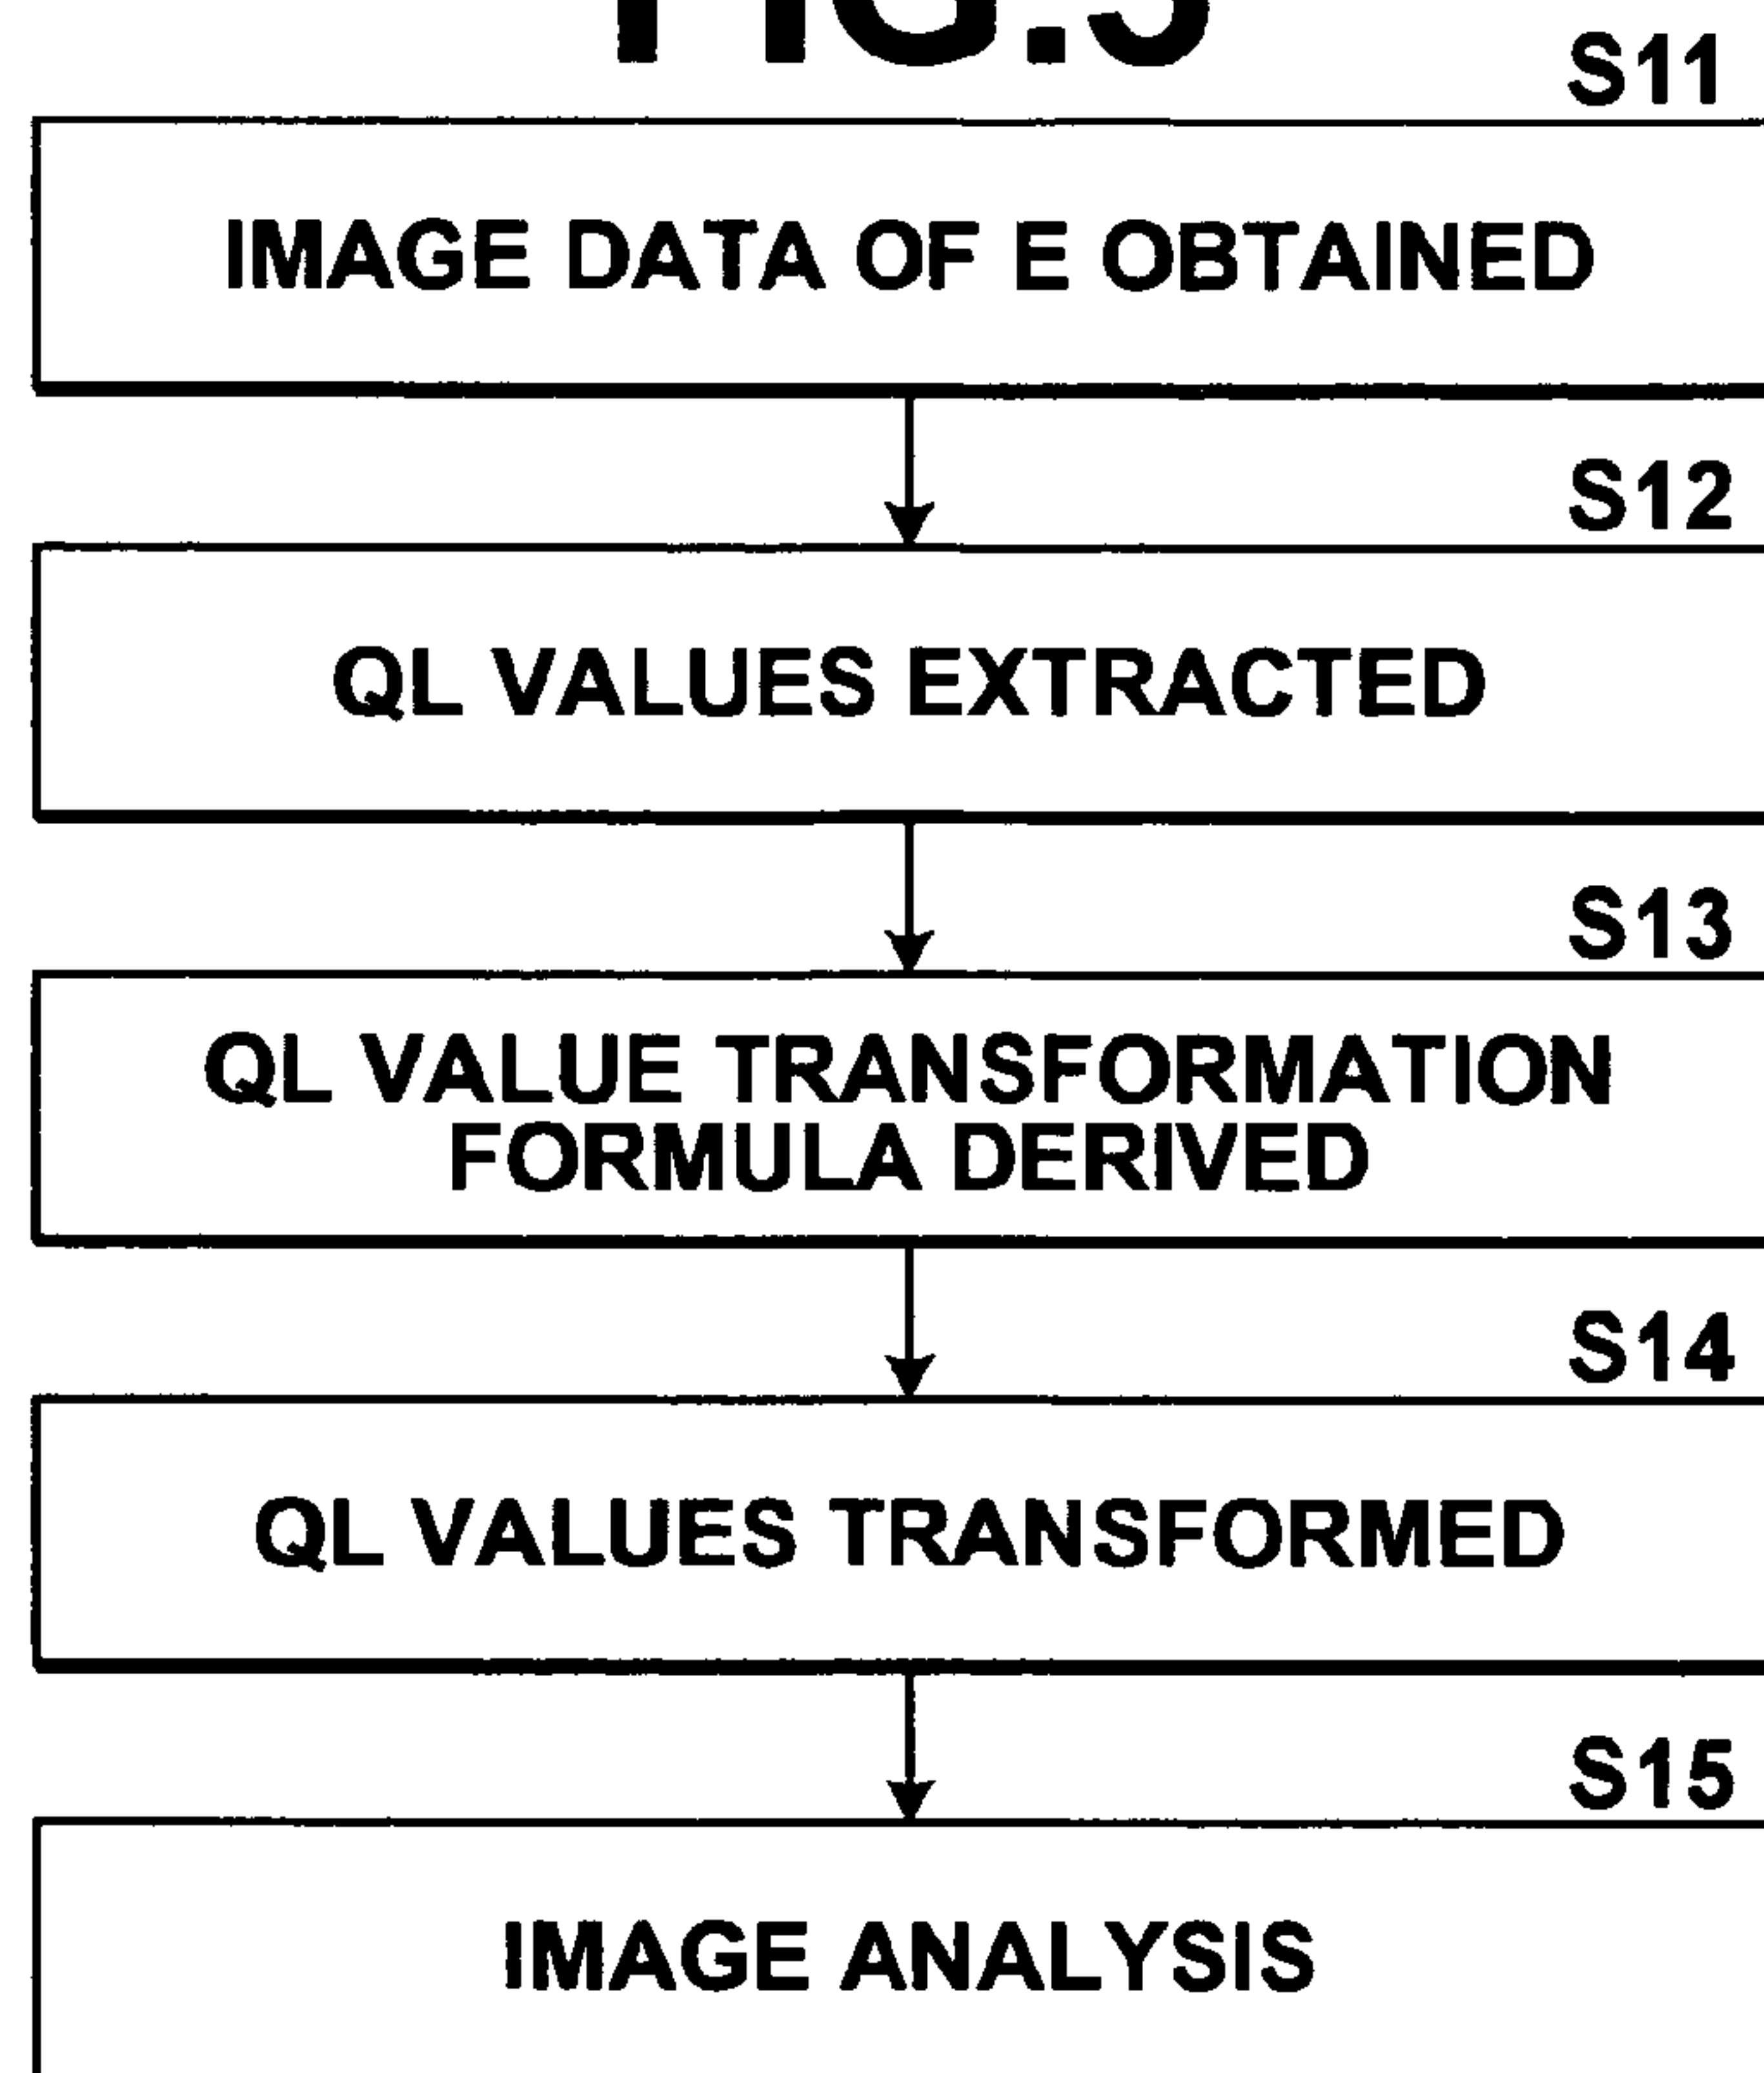 S11
IMAGE DATA OF E OBTAINED
S12
QL VALUES EXTRACTED
S13
QL VALUE TRANSFORMATION
FORMULA DERIVED
S14
QL VALUES TRANSFORMED
S15
IMAGE ANALYSIS